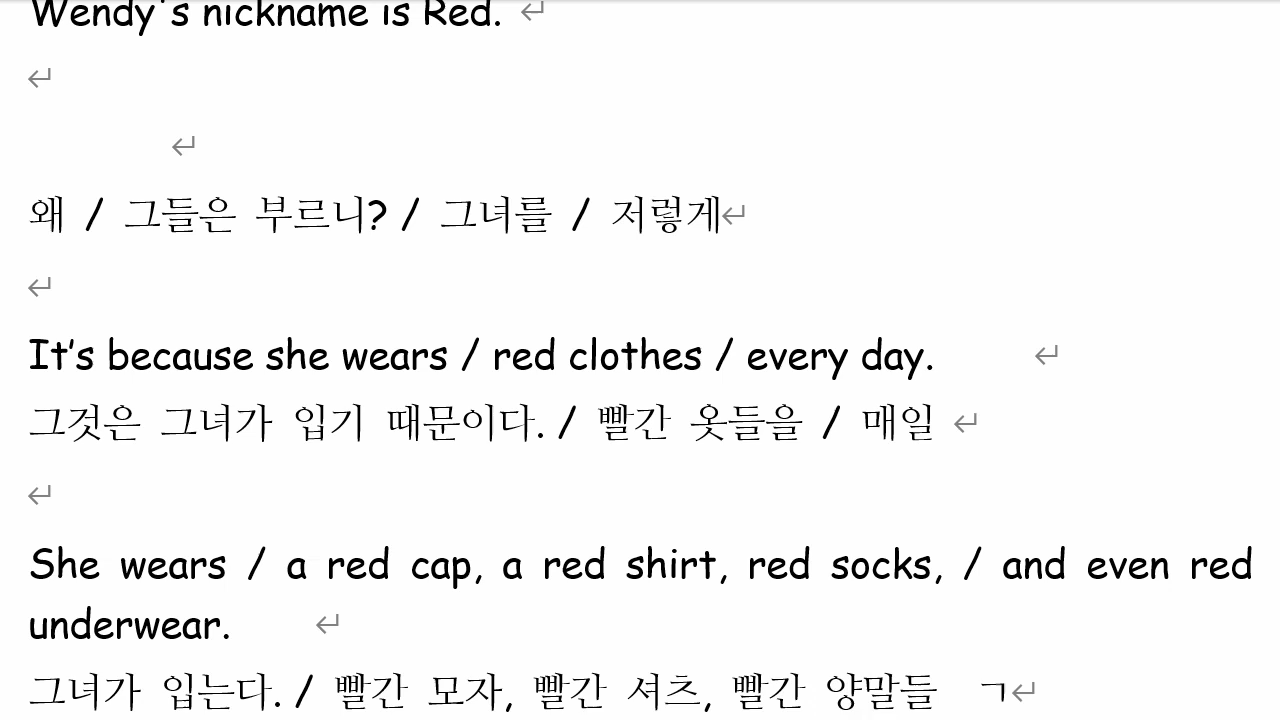 Wendy's nickname is Red.
왜 / 그들은 부르니? / 그녀를 / 저렇게
It's because she wears / red clothes / every day.
그것은 그녀가 입기 때문이다. / 빨간 옷들을 / 매일
She wears / a red cap, a red shirt, red socks, / and even red
underwear.
그녀가 입는다. / 빨간 모자, 빨간 셔츠, 빨간 양말들 ㄱ